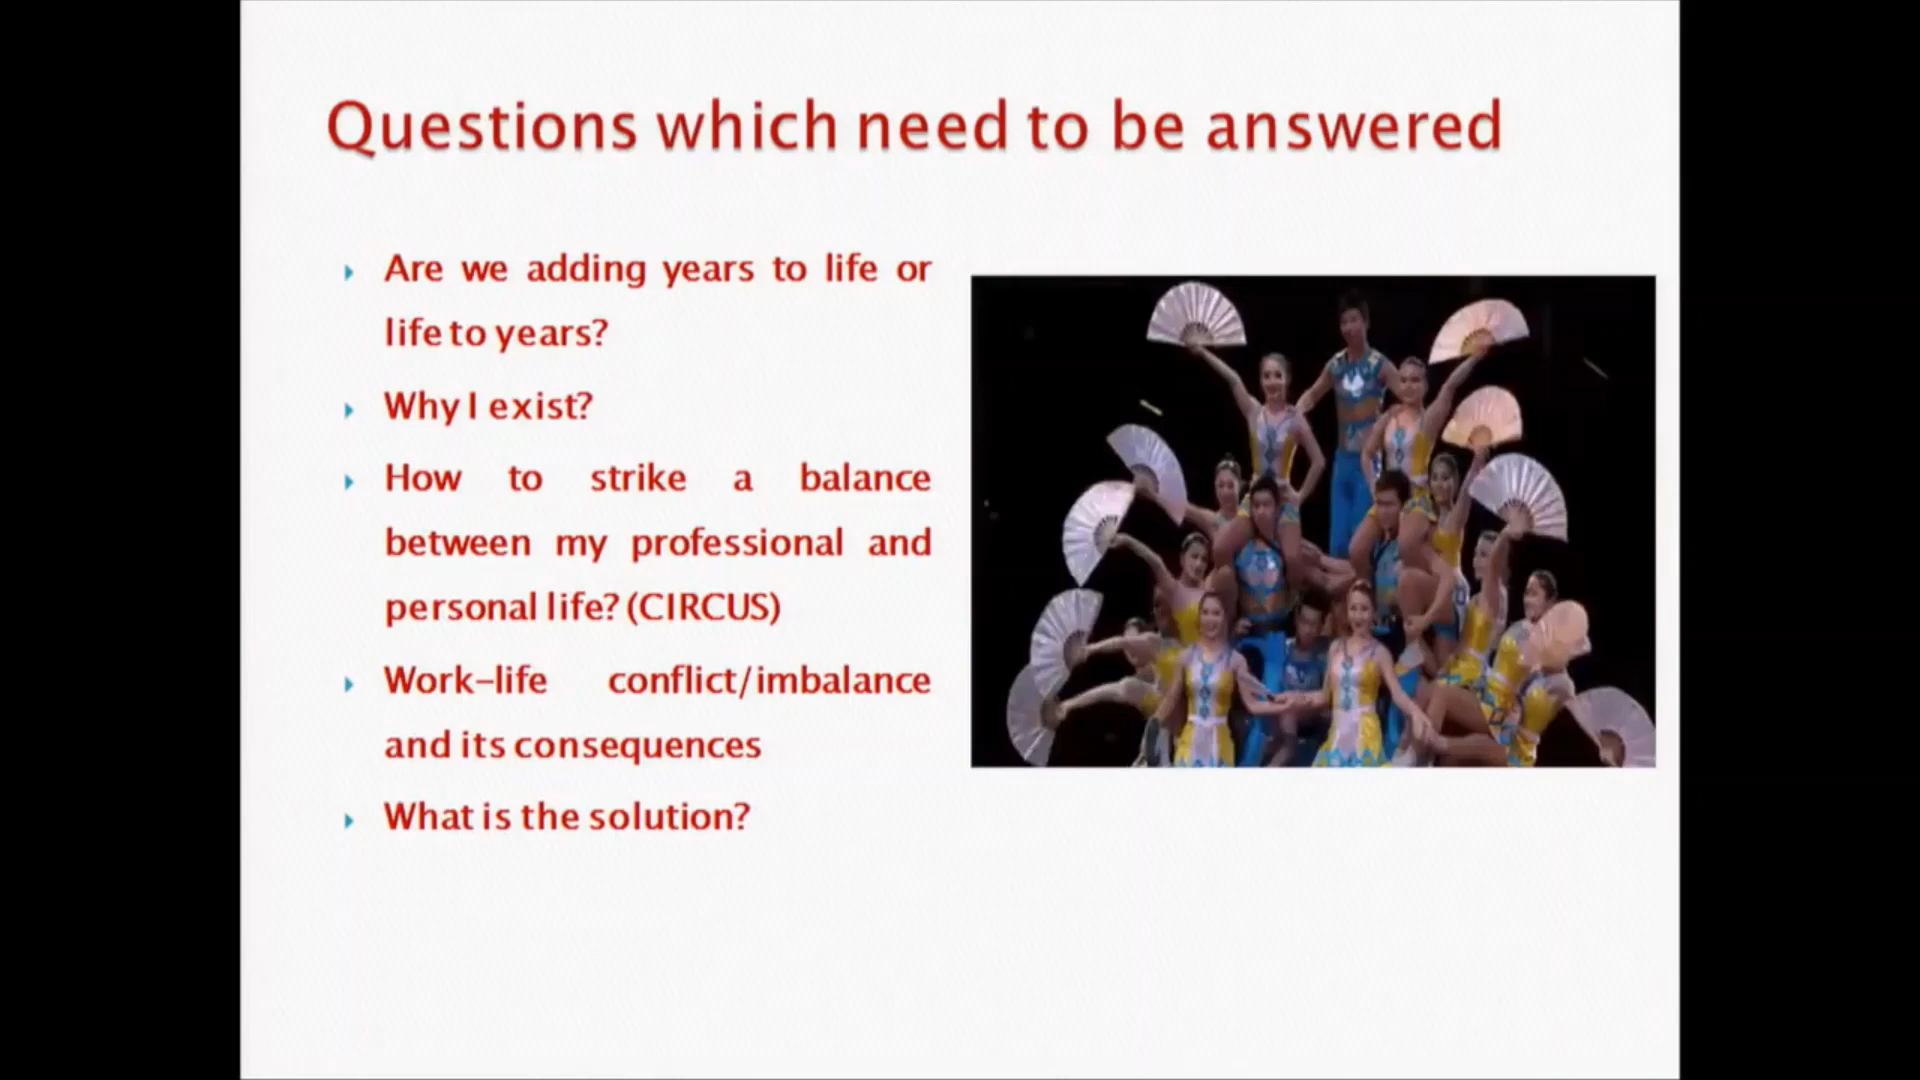 Questions which need to be answered
Are we adding years to life or
life to years?
Why I exist?
How to strike a balance
between my professional and
personal life? (CIRCUS)
Work-life conflict/imbalance
and its consequences
What is the solution?